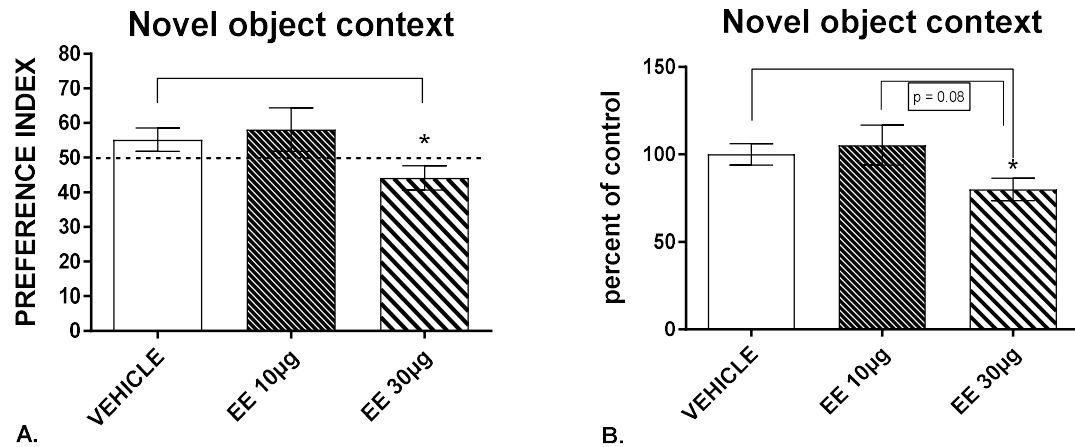 Novel object context
PREFERENCE INDEX
80
70
60
50
40
30
20
10
0
*
VEHICLE
EE 10µg
EE 30µg
A.
Novel object context
percent of control
150
100
50
0
p = 0.08
*
VEHICLE
EE 10µg
EE 30µg
B.